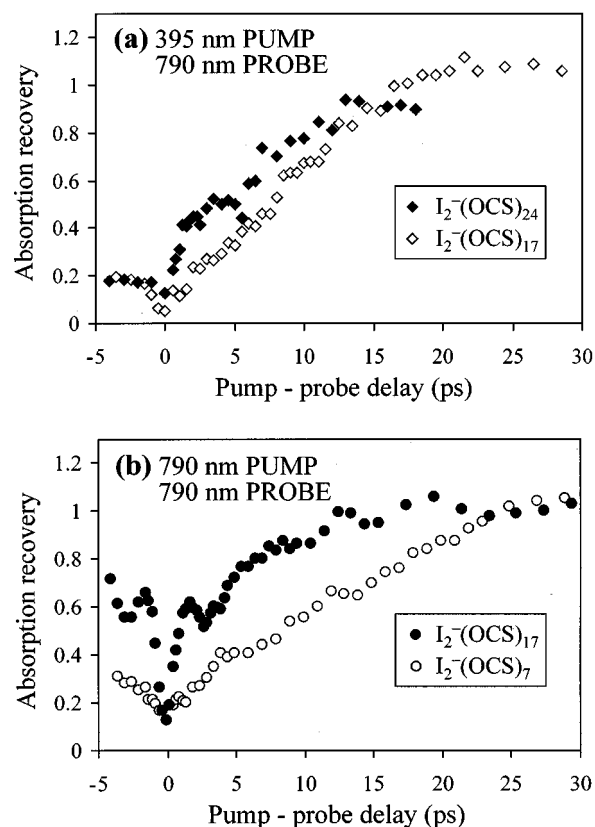 (a) 395 nm PUMP
790 nm PROBE
1.2
1
0.8
0.6
0.4
0.2
0
Absorption recovery
I₂⁻(OCS)₂₄
I₂⁻(OCS)₁₇
-5 0 5 10 15 20 25 30
Pump - probe delay (ps)
(b) 790 nm PUMP
790 nm PROBE
1.2
1
0.8
0.6
0.4
0.2
0
Absorption recovery
I₂⁻(OCS)₁₇
I₂⁻(OCS)₇
-5 0 5 10 15 20 25 30
Pump - probe delay (ps)